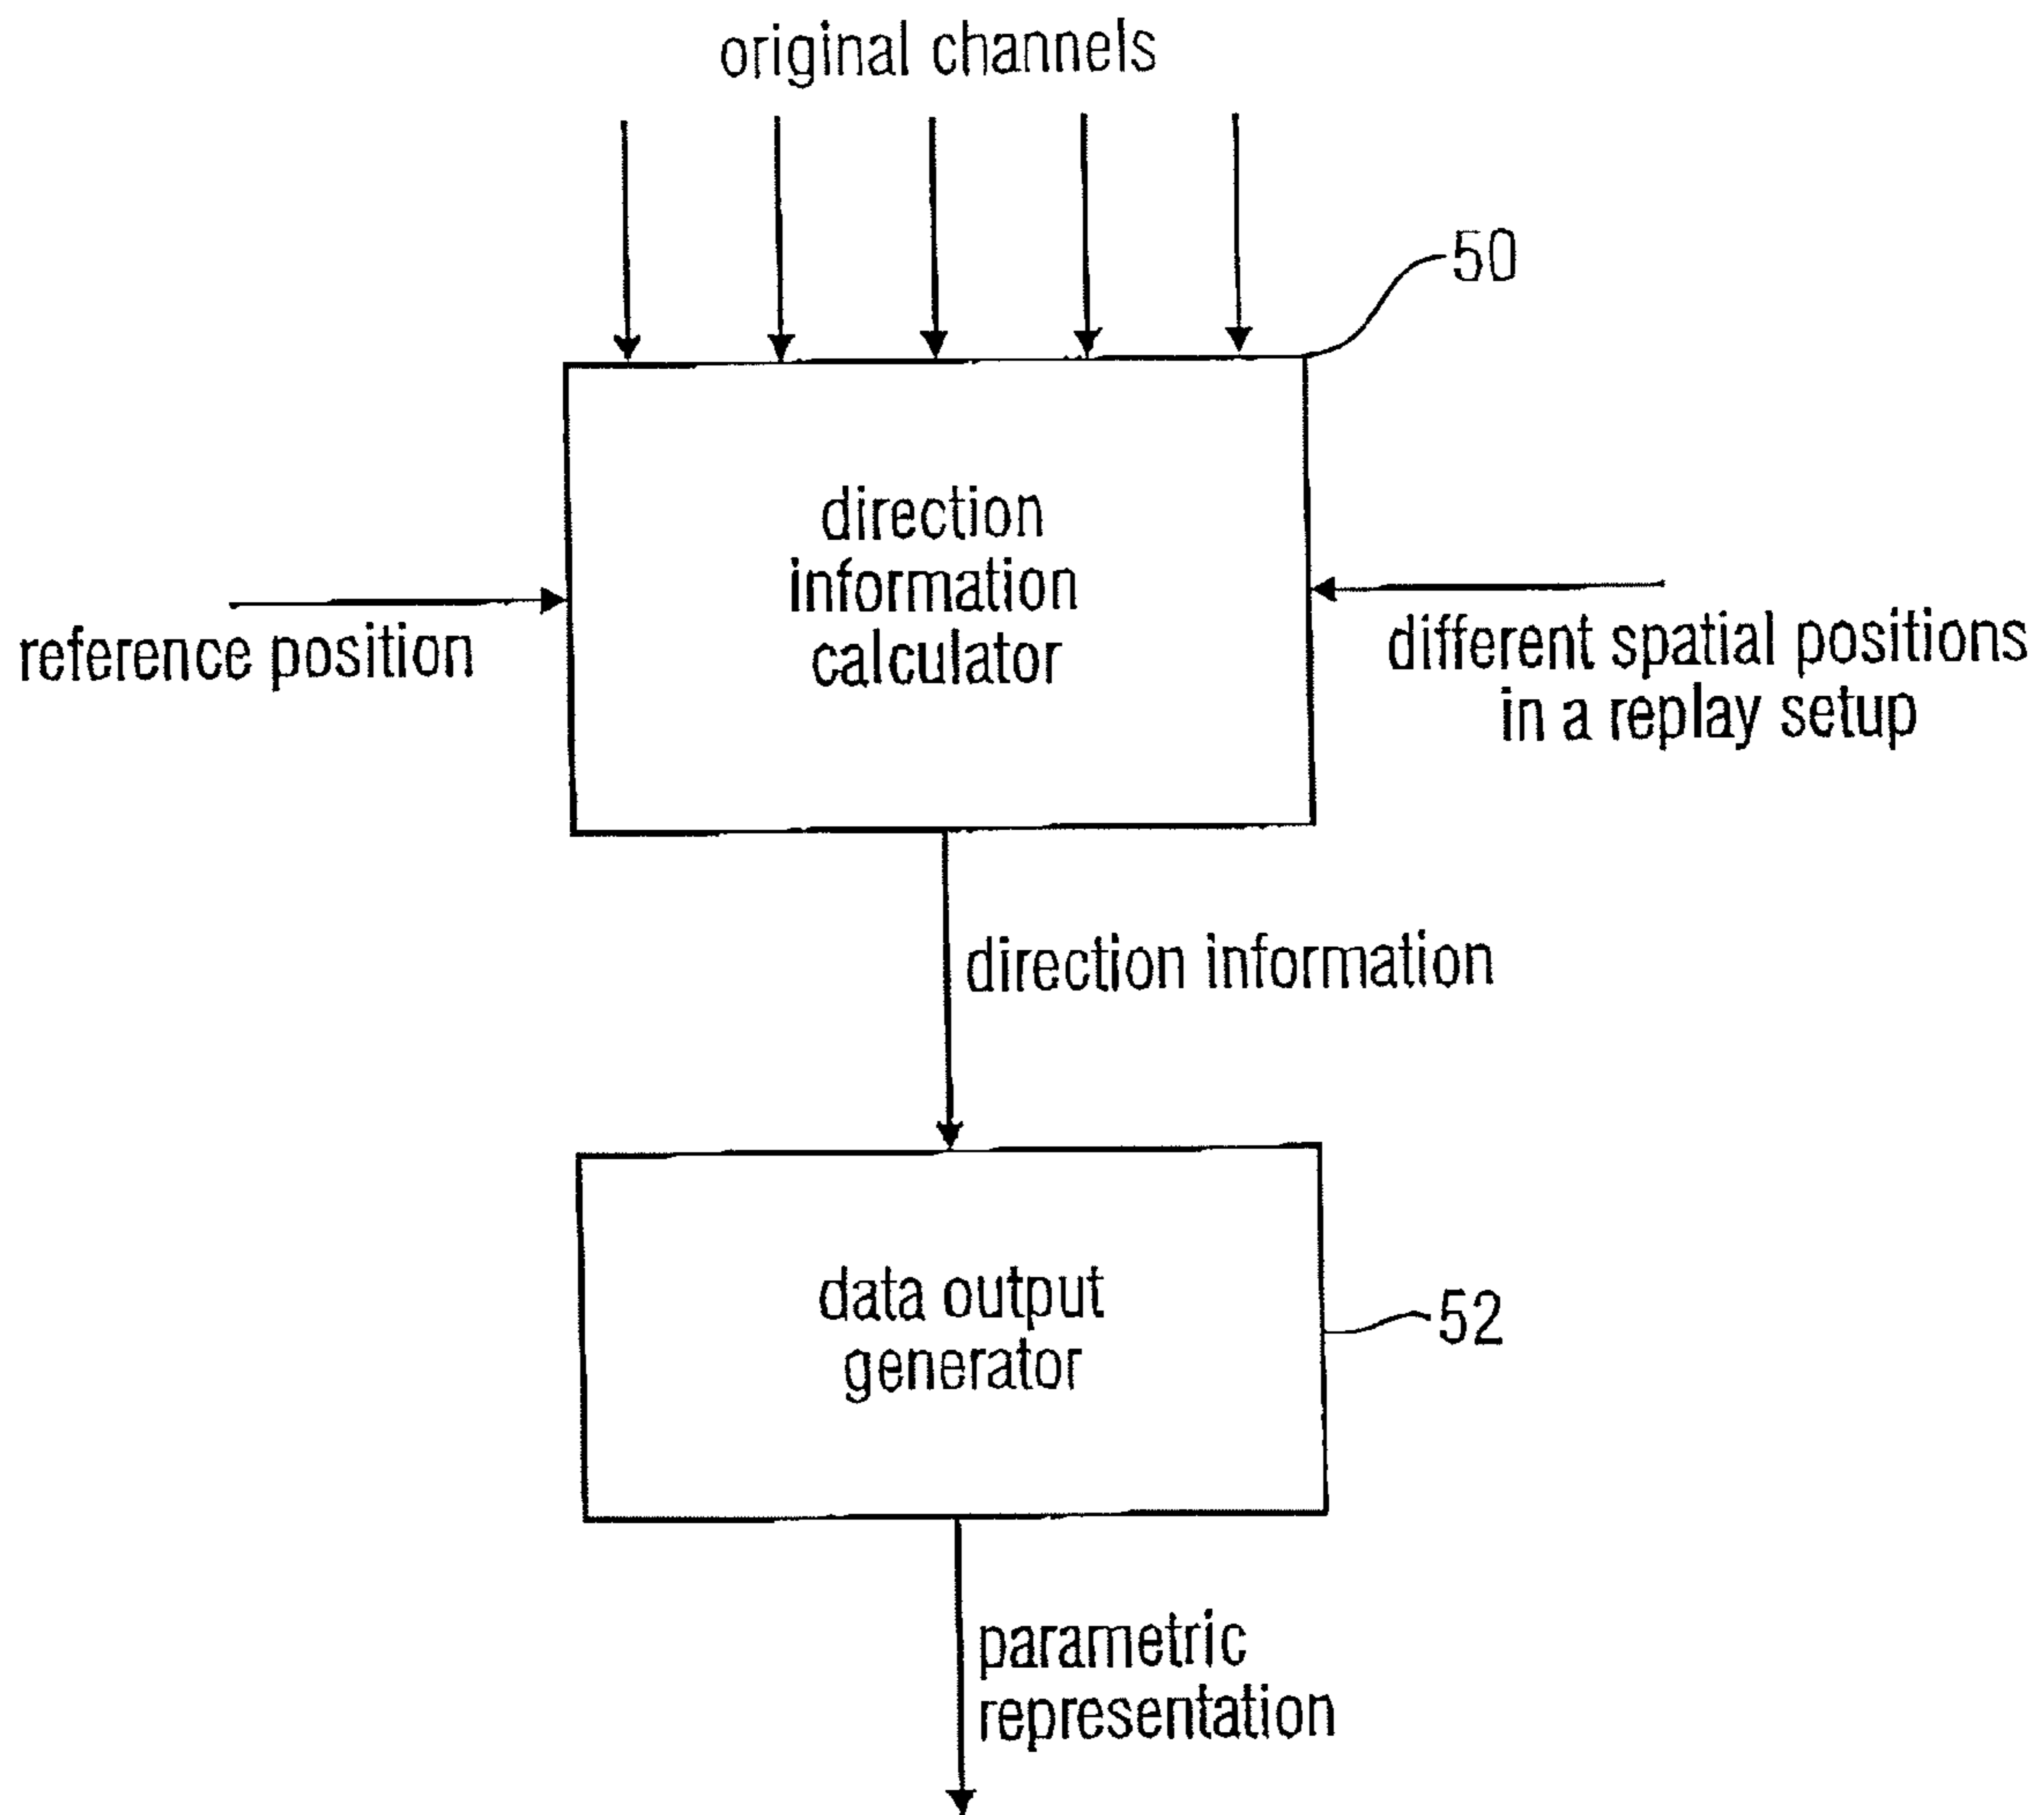 original channels
50
direction
information
calculator
reference position
different spatial positions
in a replay setup
direction information
data output
generator
52
parametric
representation